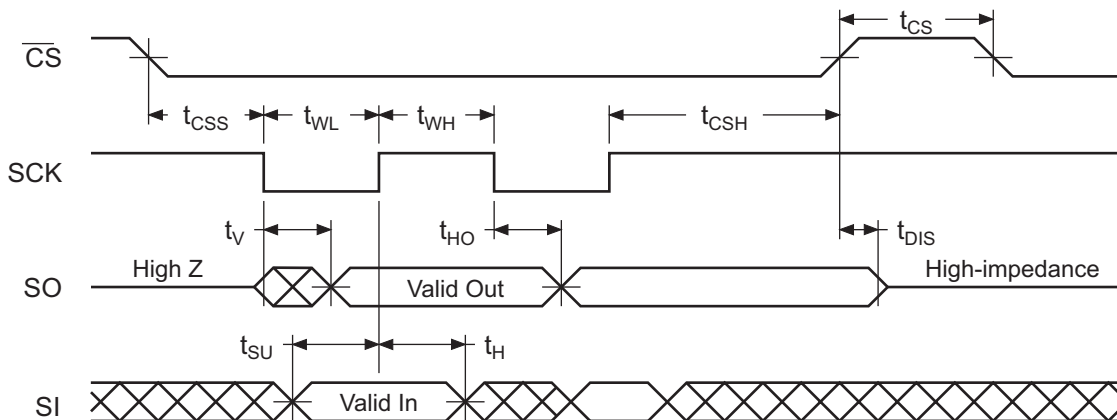 t_CS
C̅S̅
t_CSS t_WL t_WH t_CSH
SCK
t_V t_HO t_DIS
High Z High-impedance
SO Valid Out
t_SU t_H
SI Valid In